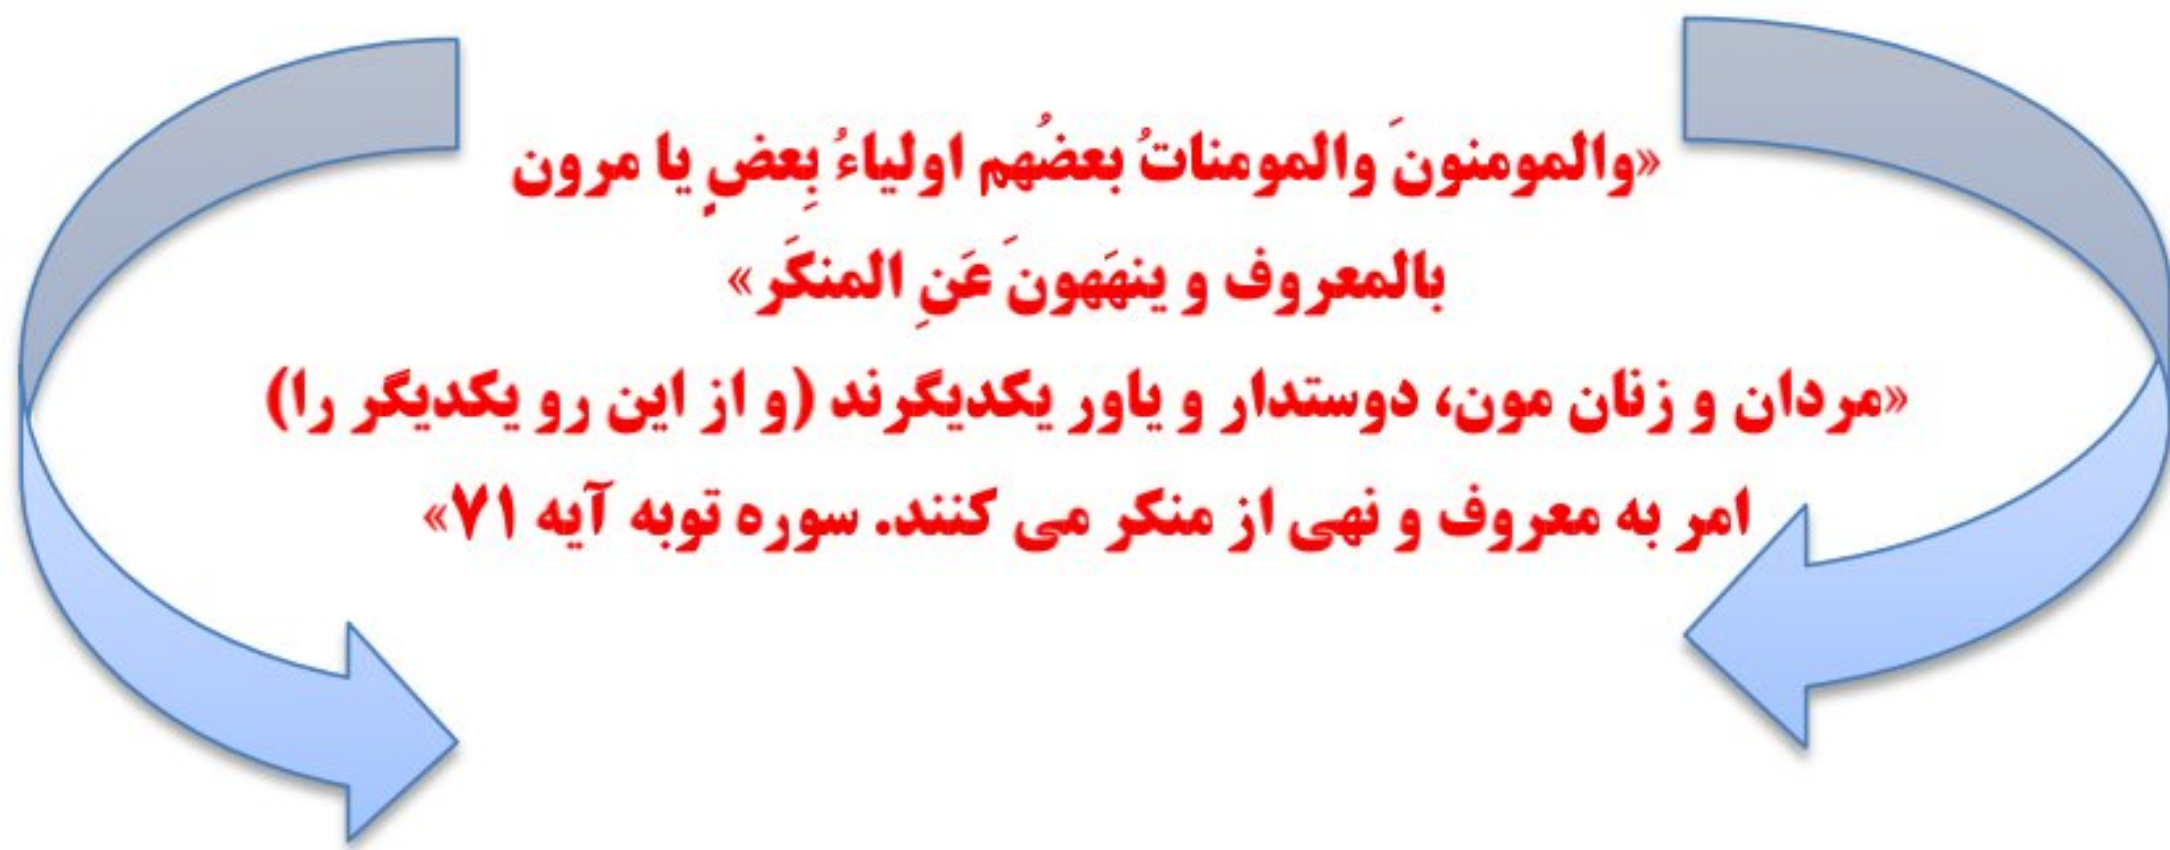 «والمومنونَ والمومناتُ بعضُهم اولیاءُ بِعضٍ یا مرون
بالمعروف و ینهَهونَ عَنِ المنکَر»
«مردان و زنان مون، دوستدار و یاور یکدیگرند (و از این رو یکدیگر را)
امر به معروف و نهی از منکر می کنند. سوره توبه آیه ۷۱»